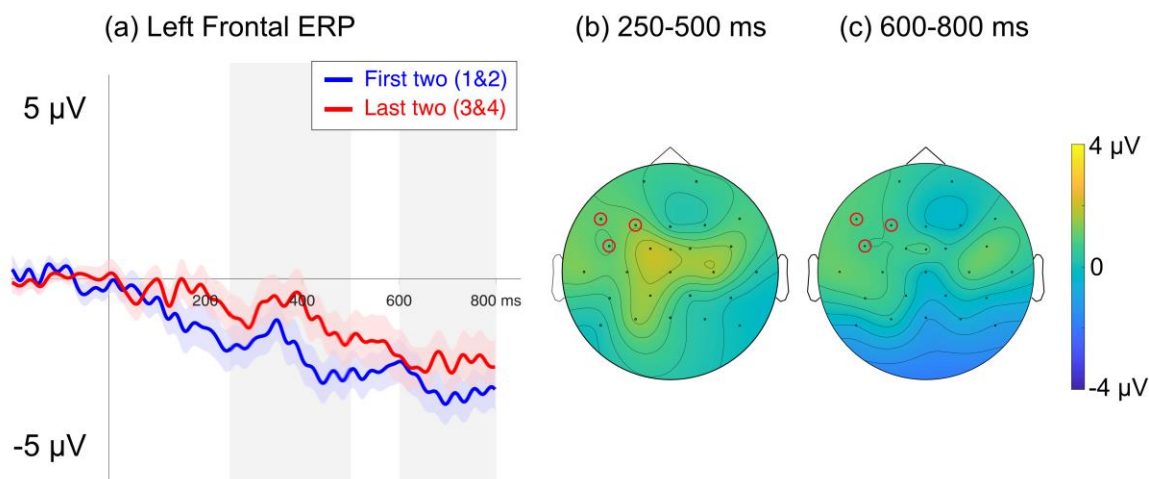 (a) Left Frontal ERP
(b) 250-500 ms
(c) 600-800 ms
First two (1&2)
Last two (3&4)
5 µV
200
400
600
800 ms
-5 µV
4 µV
0
-4 µV